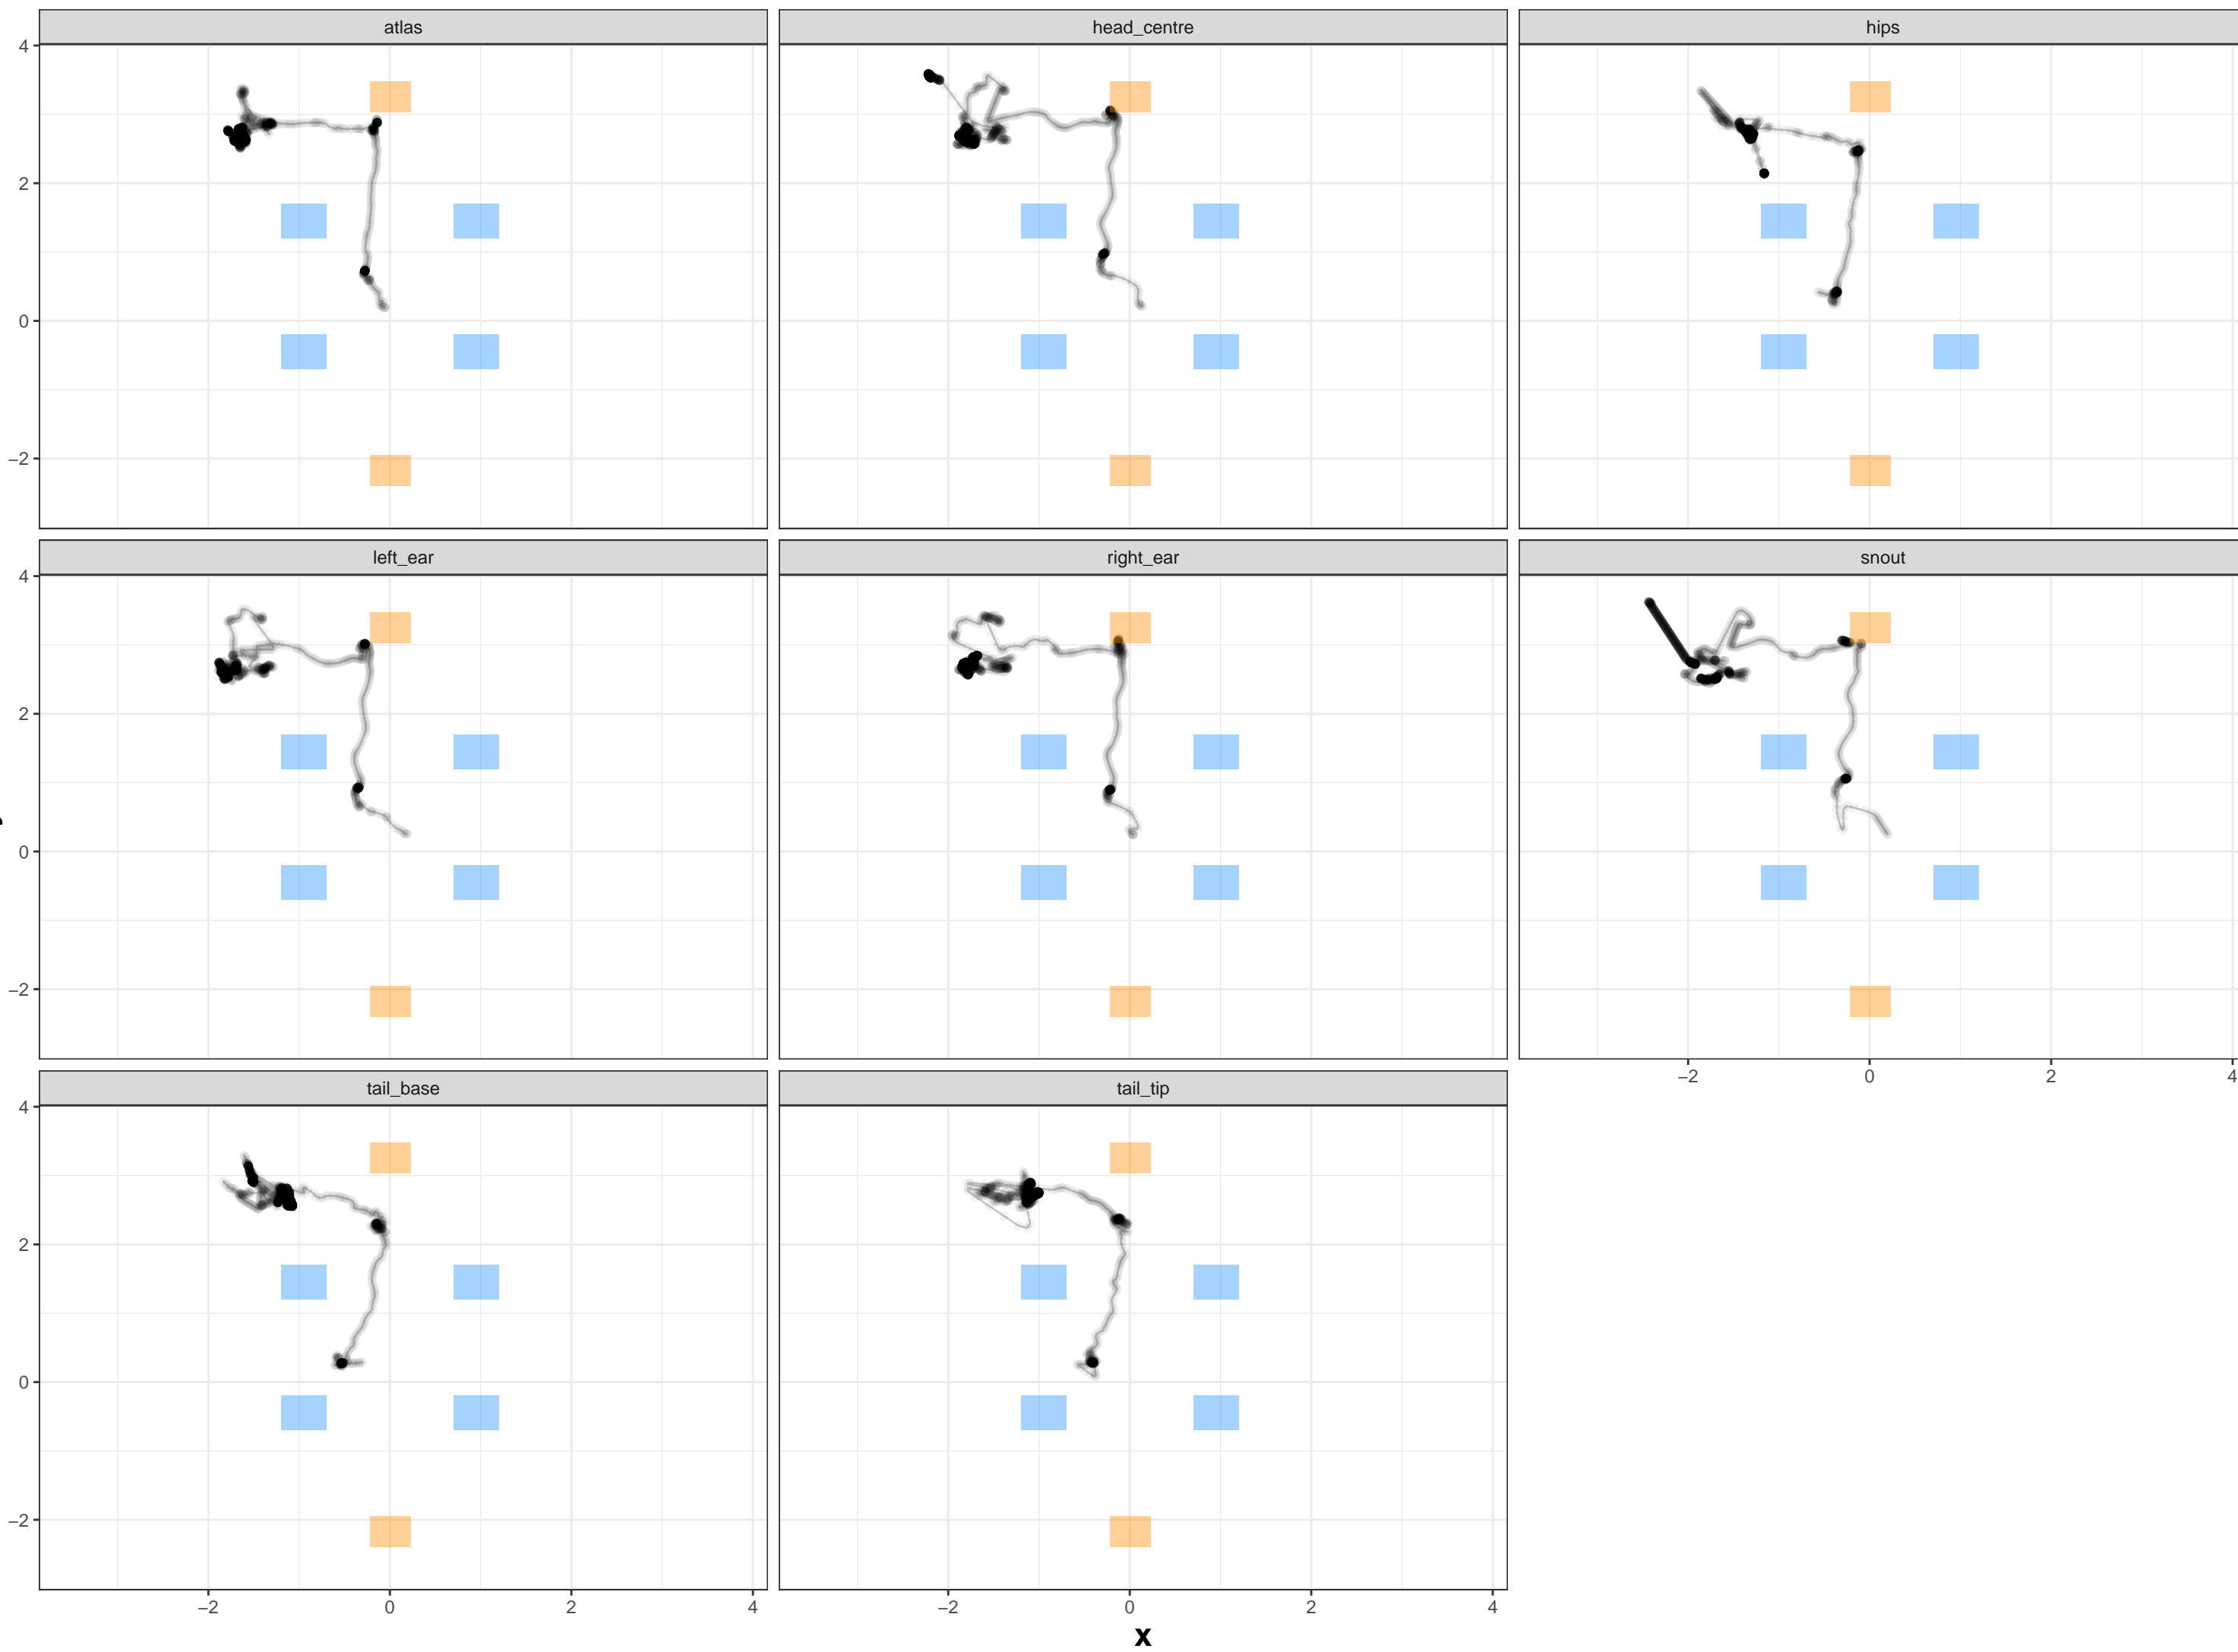 atlas head_centre hips
4
2
0
−2
left_ear right_ear snout
4
2
0
−2
−2 0 2 4
tail_base tail_tip
4
2
0
−2
−2 0 2 4 −2 0 2 4
x